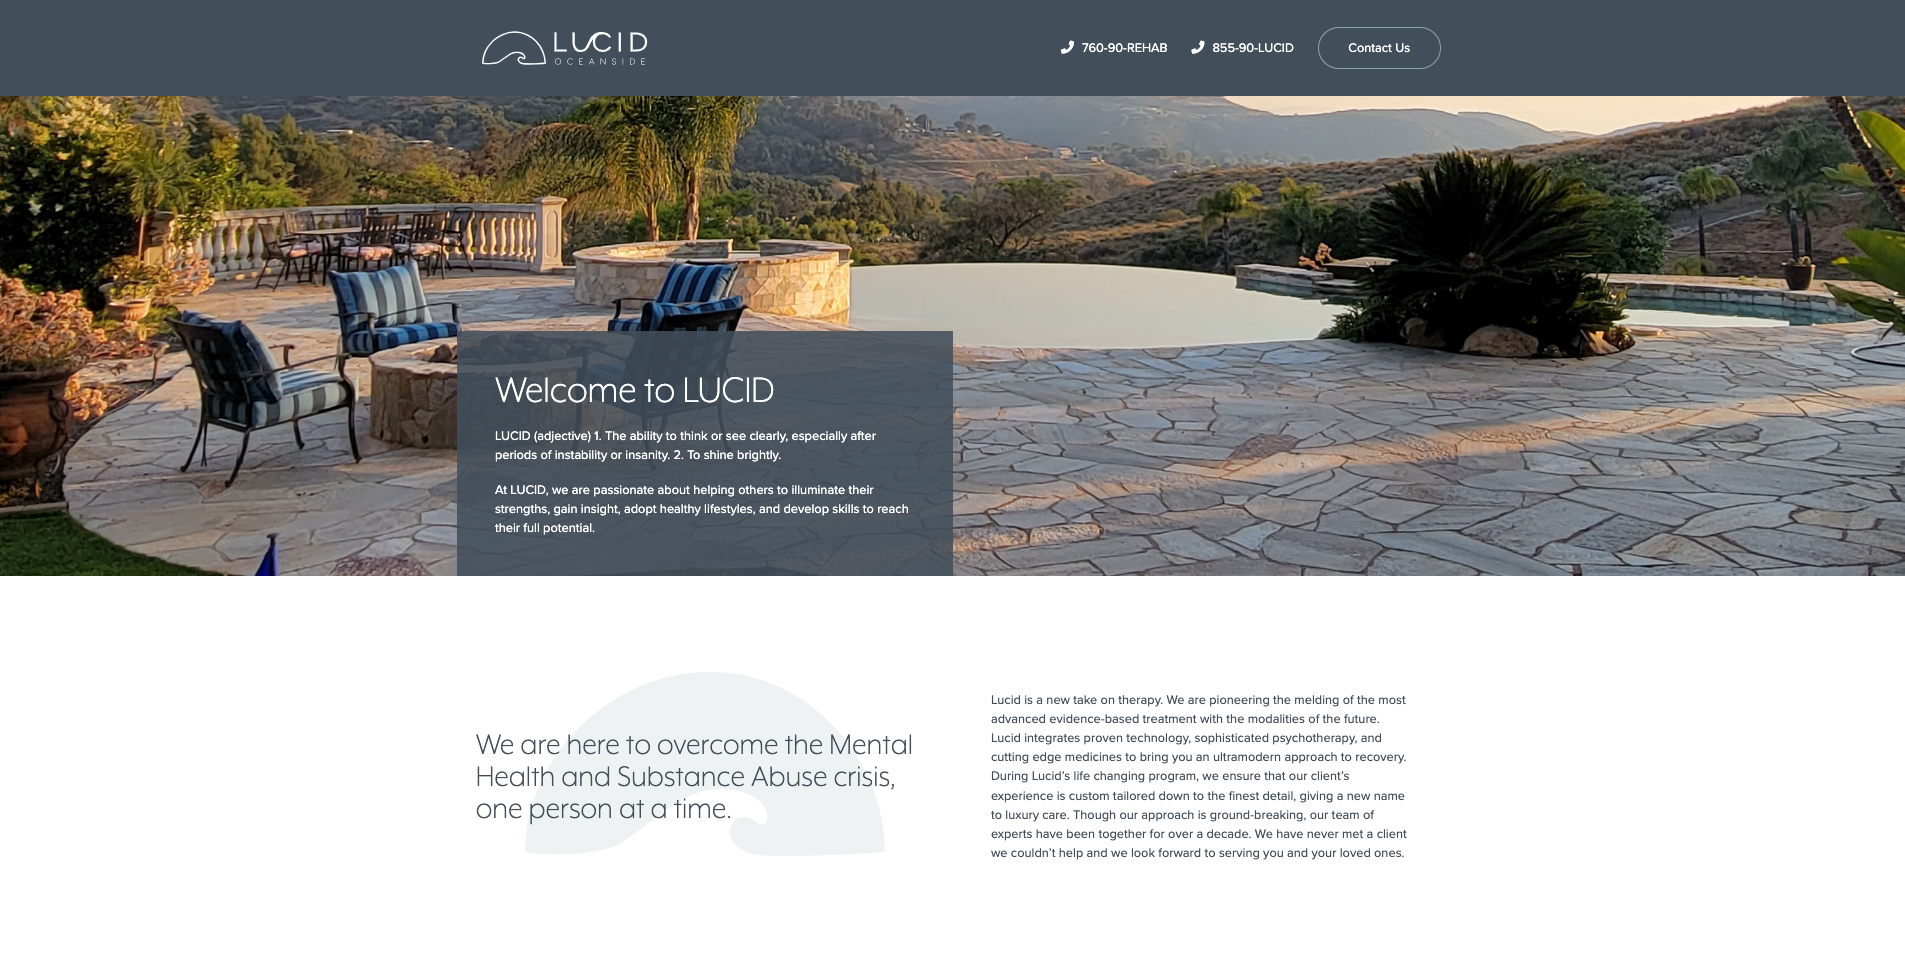 LUCID
OCEANSIDE
760-90-REHAB
855-90-LUCID
Contact Us
Welcome to LUCID
LUCID (adjective) 1. The ability to think or see clearly, especially after
periods of instability or insanity. 2. To shine brightly.
At LUCID, we are passionate about helping others to illuminate their
strengths, gain insight, adopt healthy lifestyles, and develop skills to reach
their full potential.
We are here to overcome the Mental
Health and Substance Abuse crisis,
one person at a time.
Lucid is a new take on therapy. We are pioneering the melding of the most
advanced evidence-based treatment with the modalities of the future.
Lucid integrates proven technology, sophisticated psychotherapy, and
cutting edge medicines to bring you an ultramodern approach to recovery.
During Lucid's life changing program, we ensure that our client's
experience is custom tailored down to the finest detail, giving a new name
to luxury care. Though our approach is ground-breaking, our team of
experts have been together for over a decade. We have never met a client
we couldn't help and we look forward to serving you and your loved ones.